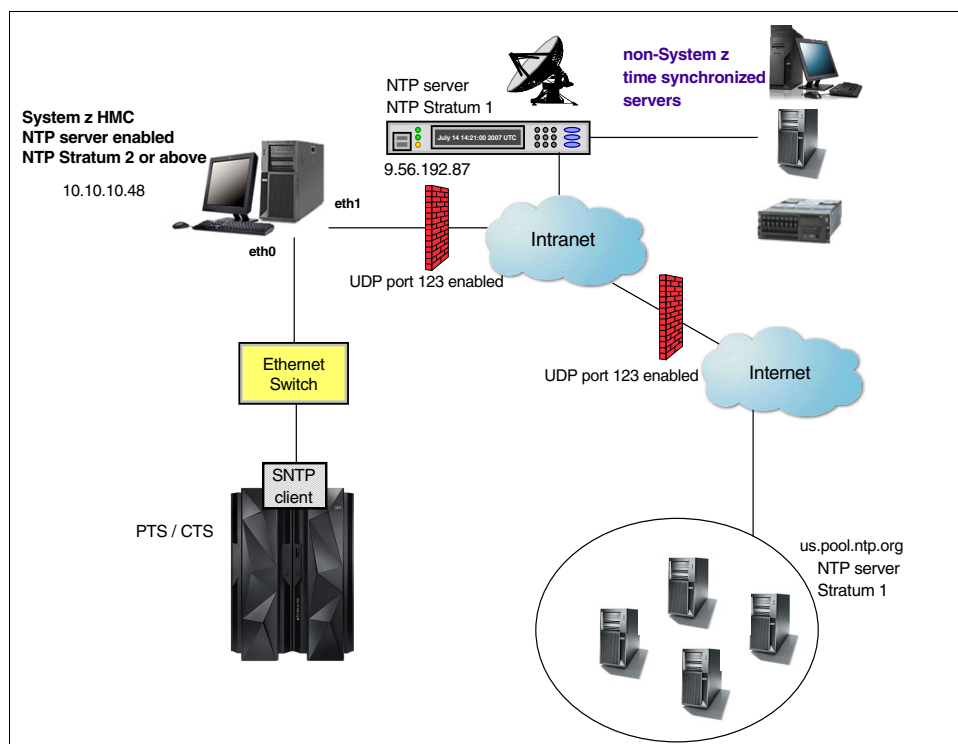 non-System z
time synchronized
servers
NTP server
NTP Stratum 1
July 14 14:21:00 2007 UTC
9.56.192.87
System z HMC
NTP server enabled
NTP Stratum 2 or above
10.10.10.48
eth1
eth0
Intranet
UDP port 123 enabled
Ethernet
Switch
UDP port 123 enabled
Internet
SNTP
client
PTS / CTS
us.pool.ntp.org
NTP server
Stratum 1